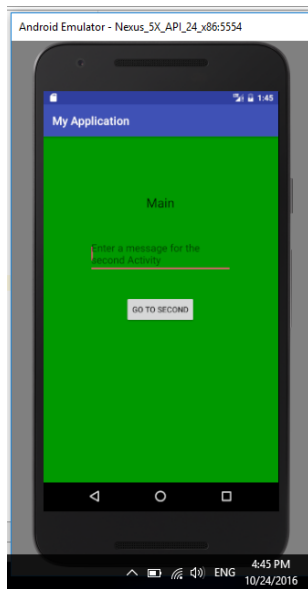 Android Emulator - Nexus_5X_API_24_x86:5554
1:45
My Application
Main
Enter a message for the
second Activity
GO TO SECOND
ENG
4:45 PM
10/24/2016